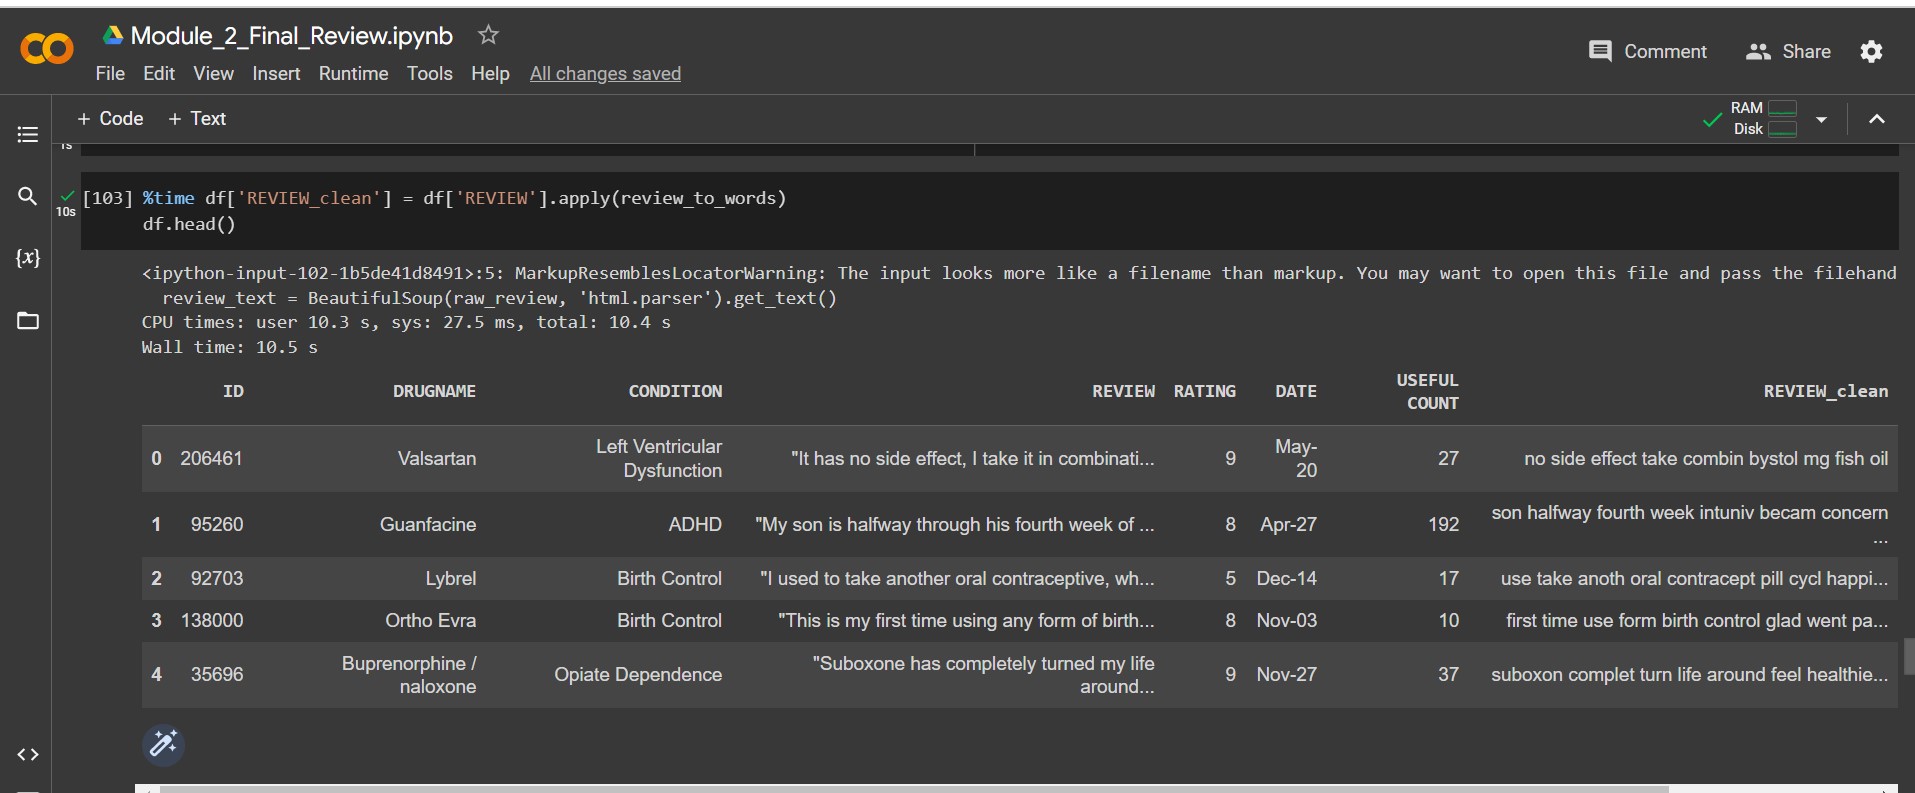 Module_2_Final_Review.ipynb
File Edit View Insert Runtime Tools Help All changes saved
Comment Share
+ Code + Text
RAM
Disk
1s
[103] %time df['REVIEW_clean'] = df['REVIEW'].apply(review_to_words)
10s
df.head()
{x}
<ipython-input-102-1b5de41d8491>:5: MarkupResemblesLocatorWarning: The input looks more like a filename than markup. You may want to open this file and pass the filehand
review_text = BeautifulSoup(raw_review, 'html.parser').get_text()
CPU times: user 10.3 s, sys: 27.5 ms, total: 10.4 s
Wall time: 10.5 s
ID DRUGNAME CONDITION REVIEW RATING DATE USEFUL COUNT REVIEW_clean
0 206461 Valsartan Left Ventricular Dysfunction "It has no side effect, I take it in combinati... 9 May-20 27 no side effect take combin bystol mg fish oil
1 95260 Guanfacine ADHD "My son is halfway through his fourth week of ... 8 Apr-27 192 son halfway fourth week intuniv becam concern ...
2 92703 Lybrel Birth Control "I used to take another oral contraceptive, wh... 5 Dec-14 17 use take anoth oral contracept pill cycl happi...
3 138000 Ortho Evra Birth Control "This is my first time using any form of birth... 8 Nov-03 10 first time use form birth control glad went pa...
4 35696 Buprenorphine / naloxone Opiate Dependence "Suboxone has completely turned my life around... 9 Nov-27 37 suboxon complet turn life around feel healthie...